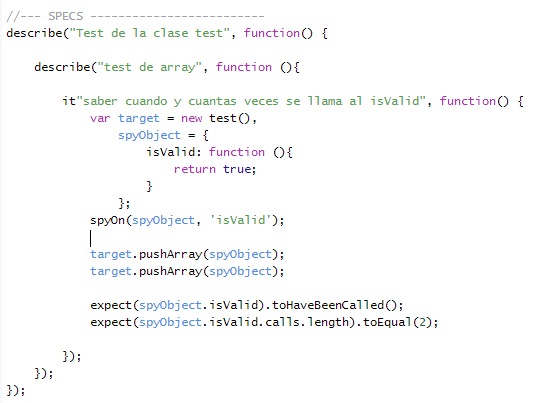 //--- SPECS -------------------------
describe("Test de la clase test", function() {
describe("test de array", function (){
it"saber cuando y cuantas veces se llama al isValid", function() {
var target = new test(),
spyObject = {
isValid: function (){
return true;
}
};
spyOn(spyObject, 'isValid');
target.pushArray(spyObject);
target.pushArray(spyObject);
expect(spyObject.isValid).toHaveBeenCalled();
expect(spyObject.isValid.calls.length).toEqual(2);
});
});
});